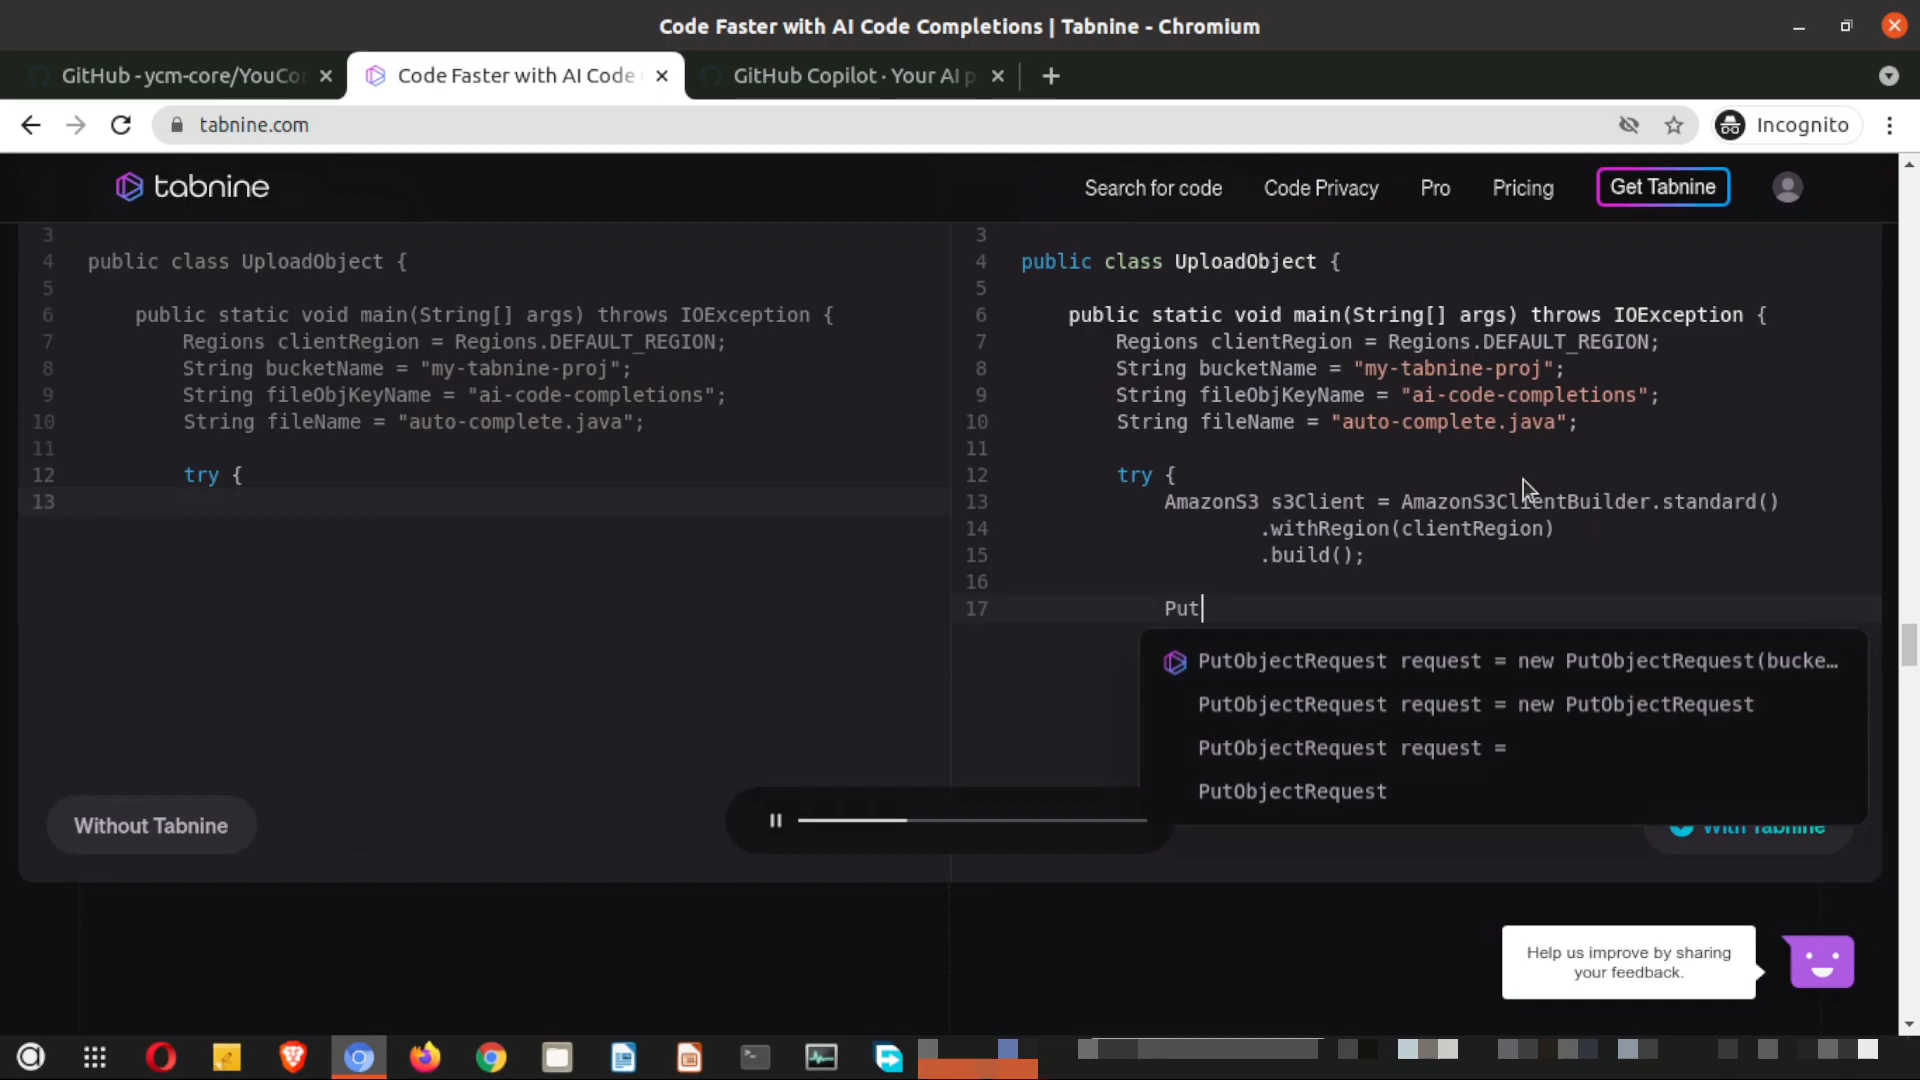 Code Faster with AI Code Completions | Tabnine - Chromium
GitHub - ycm-core/YouCo
Code Faster with AI Code
GitHub Copilot · Your AI p
tabnine.com
Incognito
tabnine
Search for code
Code Privacy
Pro
Pricing
Get Tabnine
3
4 public class UploadObject {
5
6 public static void main(String[] args) throws IOException {
7 Regions clientRegion = Regions.DEFAULT_REGION;
8 String bucketName = "my-tabnine-proj";
9 String fileObjKeyName = "ai-code-completions";
10 String fileName = "auto-complete.java";
11
12 try {
13
Without Tabnine
3
4 public class UploadObject {
5
6 public static void main(String[] args) throws IOException {
7 Regions clientRegion = Regions.DEFAULT_REGION;
8 String bucketName = "my-tabnine-proj";
9 String fileObjKeyName = "ai-code-completions";
10 String fileName = "auto-complete.java";
11
12 try {
13 AmazonS3 s3Client = AmazonS3ClientBuilder.standard()
14 .withRegion(clientRegion)
15 .build();
16
17 Put
PutObjectRequest request = new PutObjectRequest(bucke…
PutObjectRequest request = new PutObjectRequest
PutObjectRequest request =
PutObjectRequest
With Tabnine
Help us improve by sharing
your feedback.